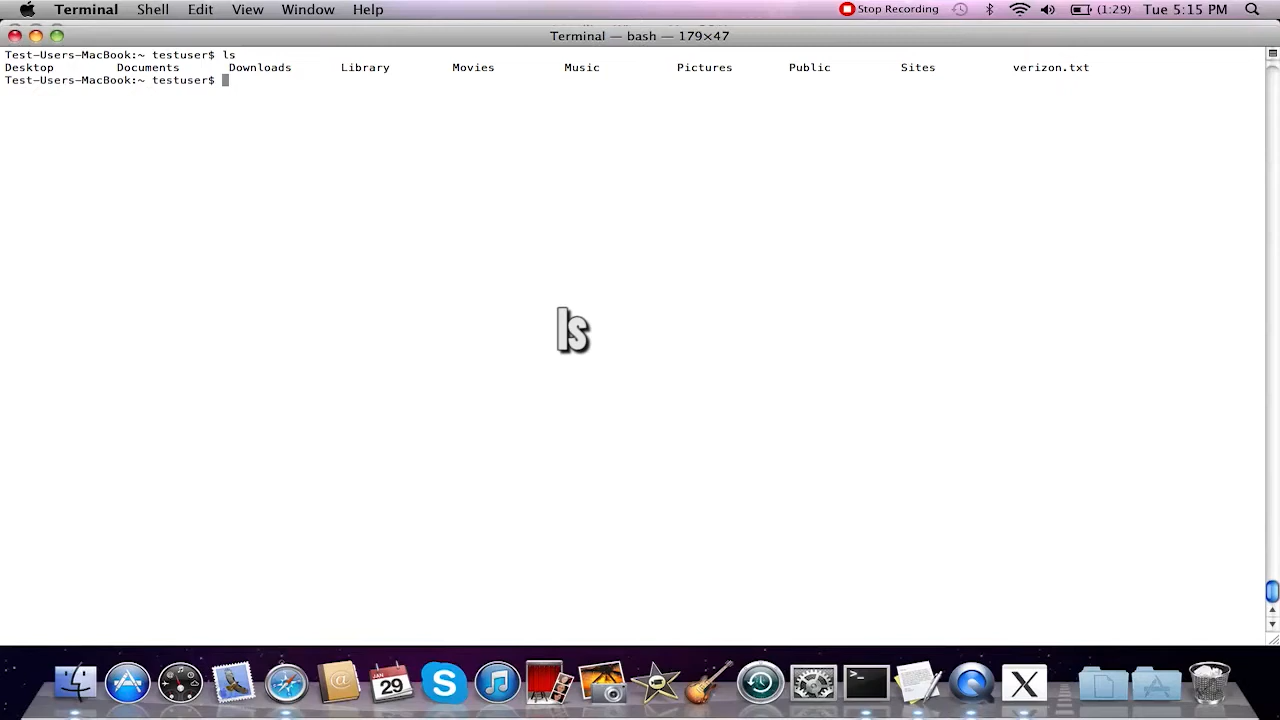 Terminal Shell Edit View Window Help Stop Recording (1:29) Tue 5:15 PM
Terminal — bash — 179×47
Test-Users-MacBook:~ testuser$ ls
Desktop Documents Downloads Library Movies Music Pictures Public Sites verizon.txt
Test-Users-MacBook:~ testuser$
ls
29